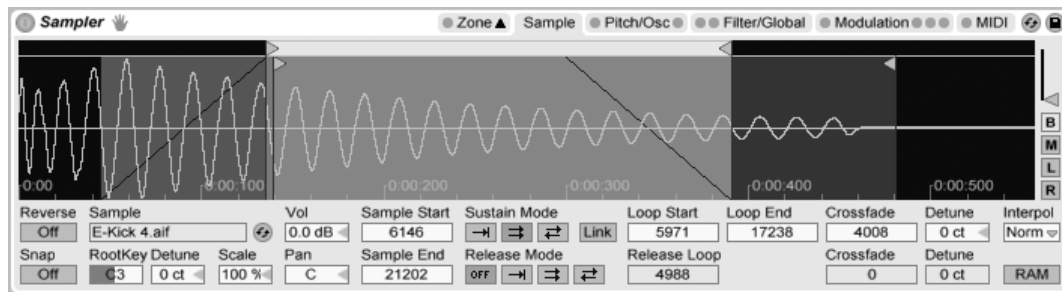 Sampler Zone Sample Pitch/Osc Filter/Global Modulation MIDI
B
M
L
R
0:00 0:00:100 0:00:200 0:00:300 0:00:400 0:00:500
Reverse Sample Vol Sample Start Sustain Mode Loop Start Loop End Crossfade Detune Interpol
Off E-Kick 4.aif 0.0 dB 6146 Link 5971 17238 4008 0 ct Norm
Snap RootKey Detune Scale Pan Sample End Release Mode Release Loop Crossfade Detune
Off C3 0 ct 100 % C 21202 OFF 4988 0 0 ct RAM